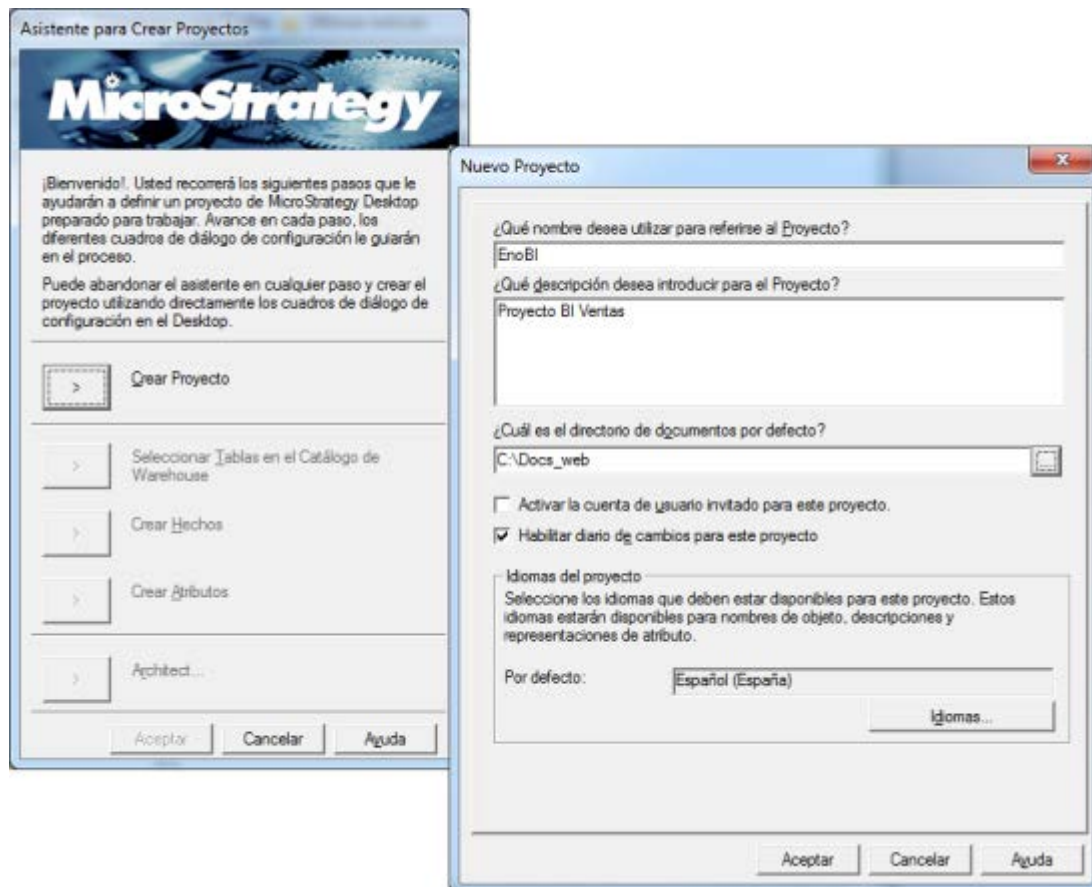 Asistente para Crear Proyectos
MicroStrategy
¡Bienvenido!. Usted recorrerá los siguientes pasos que le
ayudarán a definir un proyecto de MicroStrategy Desktop
preparado para trabajar. Avance en cada paso, los
diferentes cuadros de diálogo de configuración le guiarán
en el proceso.
Puede abandonar el asistente en cualquier paso y crear el
proyecto utilizando directamente los cuadros de diálogo de
configuración en el Desktop.
> Crear Proyecto
> Seleccionar Tablas en el Catálogo de
Warehouse
> Crear Hechos
> Crear Atributos
> Architect...
Aceptar Cancelar Ayuda
Nuevo Proyecto
¿Qué nombre desea utilizar para referirse al Proyecto?
EnoBI
¿Qué descripción desea introducir para el Proyecto?
Proyecto BI Ventas
¿Cuál es el directorio de documentos por defecto?
C:\Docs_web
...
Activar la cuenta de usuario invitado para este proyecto.
Habilitar diario de cambios para este proyecto
Idiomas del proyecto
Seleccione los idiomas que deben estar disponibles para este proyecto. Estos
idiomas estarán disponibles para nombres de objeto, descripciones y
representaciones de atributo.
Por defecto: Español (España)
Idiomas...
Aceptar Cancelar Ayuda